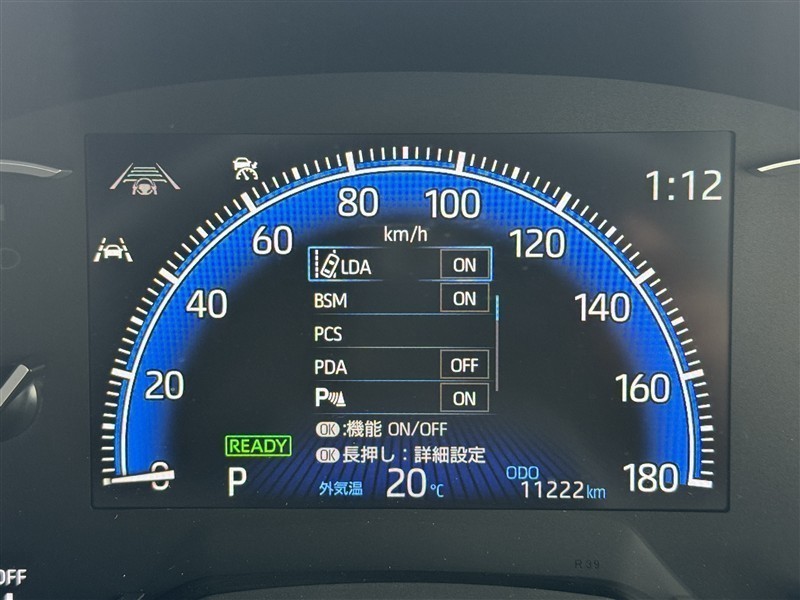 1:12
80 100
km/h
60 120
LDA ON
BSM ON
40 140
PCS
PDA OFF
20 160
P ON
OK:機能 ON/OFF
OK 長押し:詳細設定
READY
0 P 外気温 20℃ ODO 11222km 180
OFF
R39